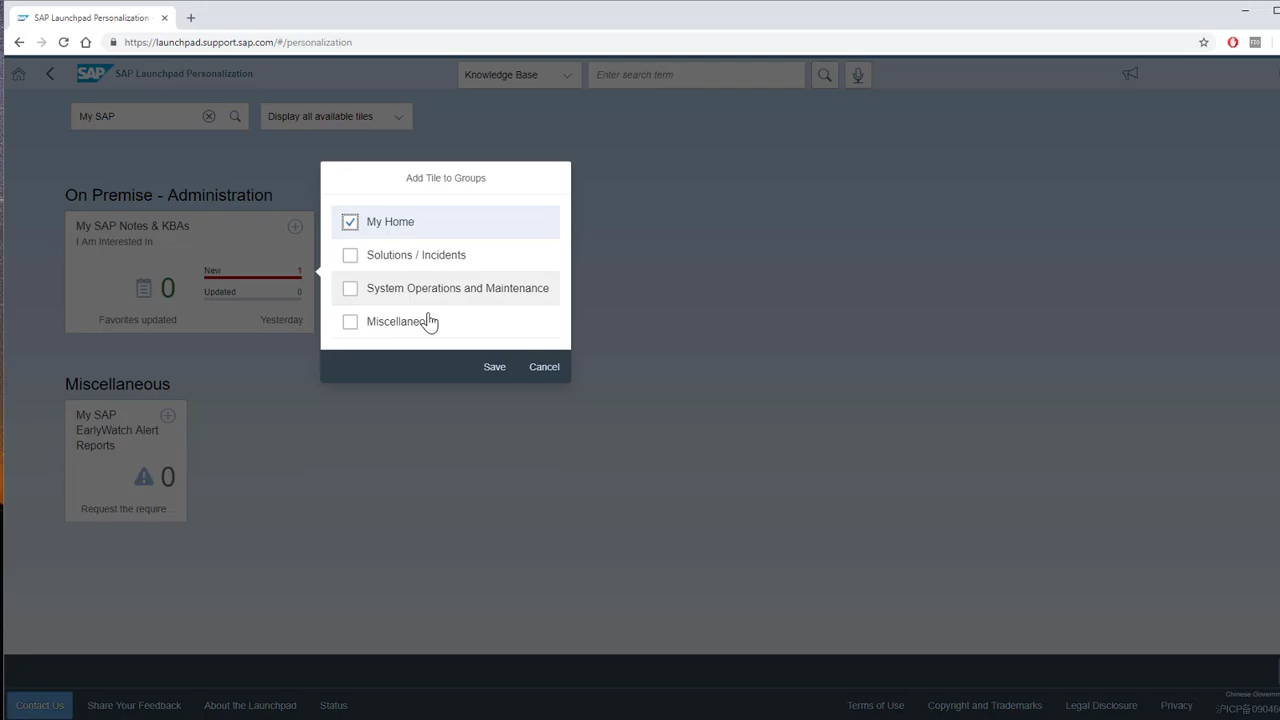 SAP Launchpad Personalization
https://launchpad.support.sap.com/#/personalization
SAP SAP Launchpad Personalization
Knowledge Base
Enter search term
My SAP
Display all available tiles
Add Tile to Groups
My Home
Solutions / Incidents
System Operations and Maintenance
Save Cancel
On Premise - Administration
My SAP Notes & KBAs
I Am Interested In
New 1
0
Updated 0
Favorites updated Yesterday
Miscellaneous
My SAP
EarlyWatch Alert
Reports
0
Request the require...
Contact Us Share Your Feedback About the Launchpad Status
Terms of Use Copyright and Trademarks Legal Disclosure Privacy